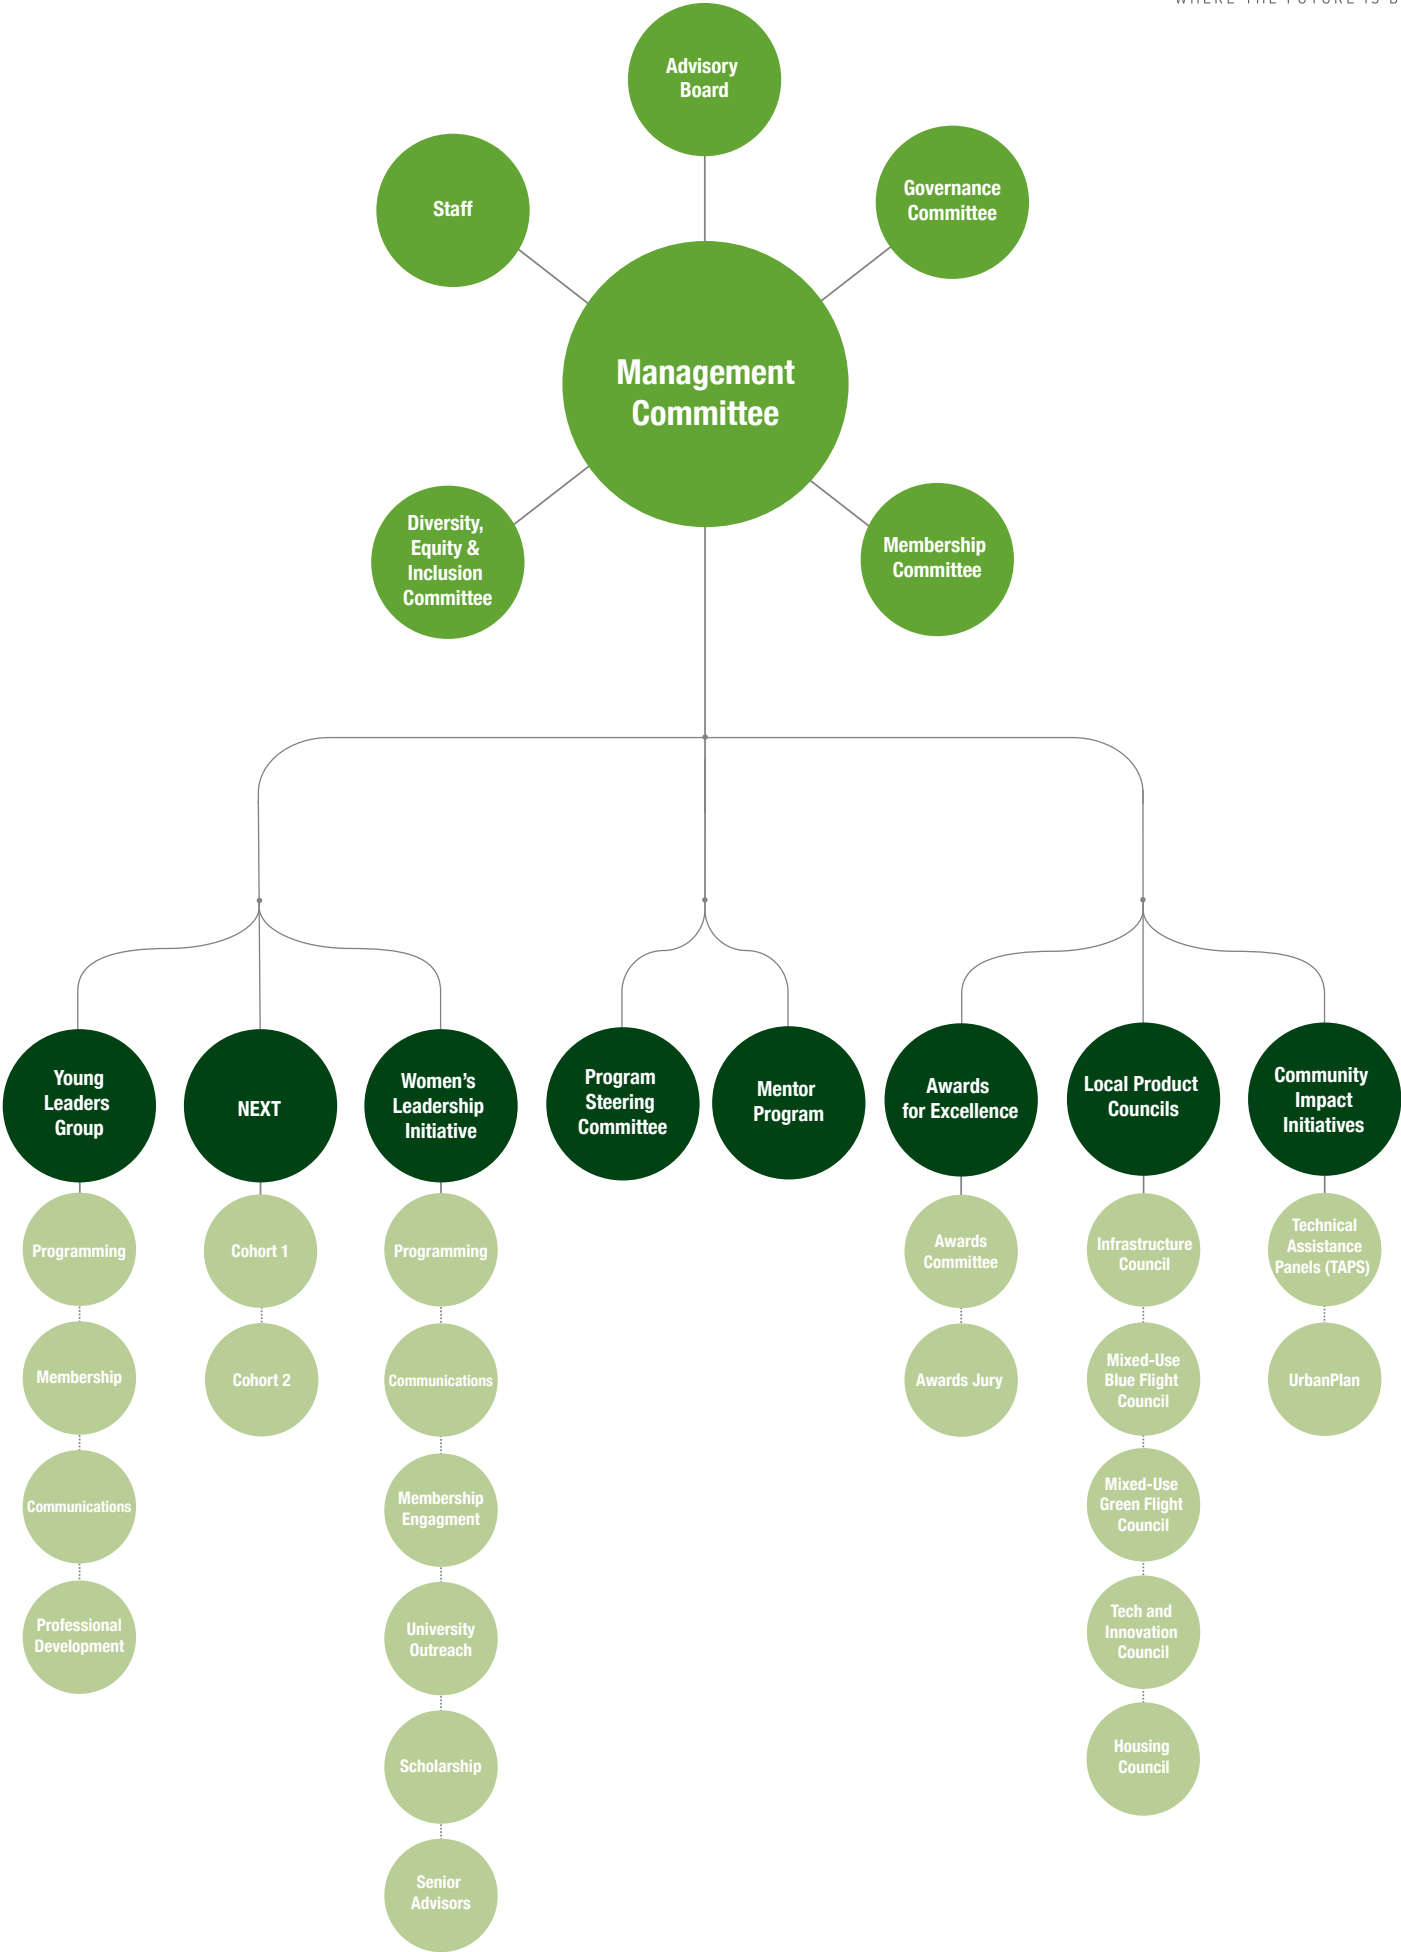 WHERE THE FUTURE IS B
Advisory
Board
Staff
Governance
Committee
Management
Committee
Diversity,
Equity &
Inclusion
Committee
Membership
Committee
Young
Leaders
Group
NEXT
Women’s
Leadership
Initiative
Program
Steering
Committee
Mentor
Program
Awards
for Excellence
Local Product
Councils
Community
Impact
Initiatives
Programming
Membership
Communications
Professional
Development
Cohort 1
Cohort 2
Programming
Communications
Membership
Engagment
University
Outreach
Scholarship
Senior
Advisors
Awards
Committee
Awards Jury
Infrastructure
Council
Mixed-Use
Blue Flight
Council
Mixed-Use
Green Flight
Council
Tech and
Innovation
Council
Housing
Council
Technical
Assistance
Panels (TAPS)
UrbanPlan